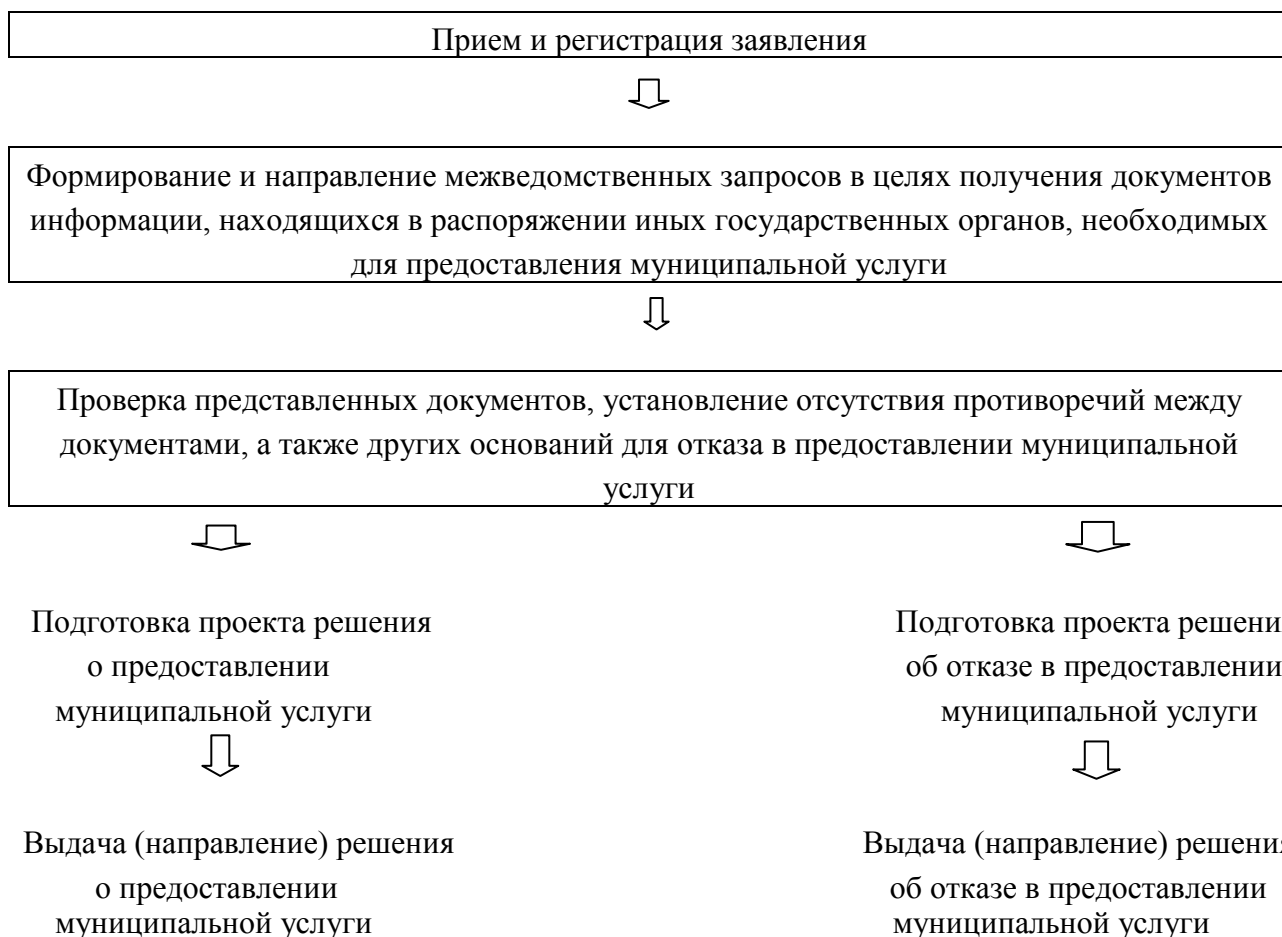 Прием и регистрация заявления
Формирование и направление межведомственных запросов в целях получения документов
информации, находящихся в распоряжении иных государственных органов, необходимых
для предоставления муниципальной услуги
Проверка представленных документов, установление отсутствия противоречий между
документами, а также других оснований для отказа в предоставлении муниципальной
услуги
Подготовка проекта решения
о предоставлении
муниципальной услуги
Подготовка проекта решени
об отказе в предоставлении
муниципальной услуги
Выдача (направление) решения
о предоставлении
муниципальной услуги
Выдача (направление) решения
об отказе в предоставлении
муниципальной услуги